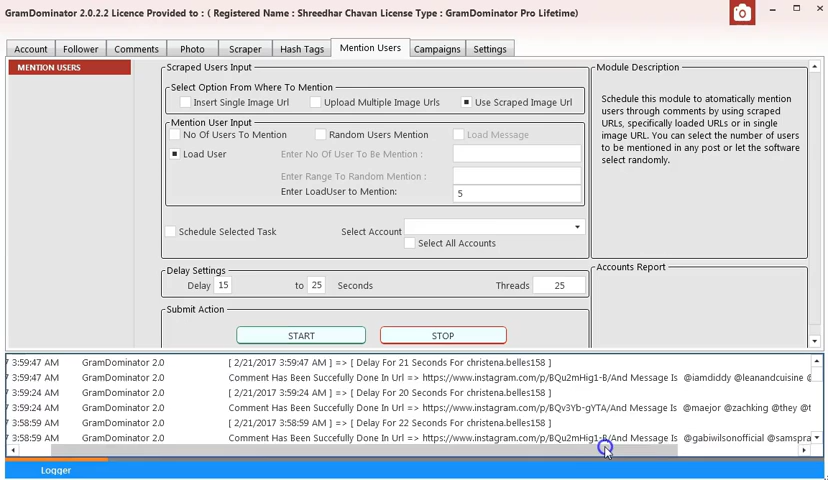 GramDominator 2.0.2.2 Licence Provided to : ( Registered Name : Shreedhar Chavan License Type : GramDominator Pro Lifetime)
Account
Follower
Comments
Photo
Scraper
Hash Tags
Mention Users
Campaigns
Settings
MENTION USERS
Scraped Users Input
Select Option From Where To Mention
Insert Single Image Url
Upload Multiple Image Urls
Use Scraped Image Url
Mention User Input
No Of Users To Mention
Random Users Mention
Load Message
Load User
Enter No Of User To Be Mention :
Enter Range To Random Mention :
Enter LoadUser to Mention:
5
Schedule Selected Task
Select Account
Select All Accounts
Delay Settings
Delay 15 to 25 Seconds
Threads 25
Submit Action
START
STOP
Module Description
Schedule this module to atomatically mention
users through comments by using scraped
URLs, specifically loaded URLs or in single
image URL. You can select the number of users
to be mentioned in any post or let the software
select randomly.
Accounts Report
7 3:59:47 AM GramDominator 2.0 [ 2/21/2017 3:59:47 AM ] => [ Delay For 21 Seconds For christena.belles158 ]
7 3:59:47 AM GramDominator 2.0 Comment Has Been Succefully Done In Url => https://www.instagram.com/p/BQu2mHig1-B/And Message Is @iamdiddy @leanandcuisine @
7 3:59:24 AM GramDominator 2.0 [ 2/21/2017 3:59:24 AM ] => [ Delay For 20 Seconds For christena.belles158 ]
7 3:59:24 AM GramDominator 2.0 Comment Has Been Succefully Done In Url => https://www.instagram.com/p/BQv3Yb-gYTA/And Message Is @maejor @zachking @they @t
7 3:58:59 AM GramDominator 2.0 [ 2/21/2017 3:58:59 AM ] => [ Delay For 22 Seconds For christena.belles158 ]
7 3:58:59 AM GramDominator 2.0 Comment Has Been Succefully Done In Url => https://www.instagram.com/p/BQu2mHig1-B/And Message Is @gabiwilsonofficial @samspra
Logger